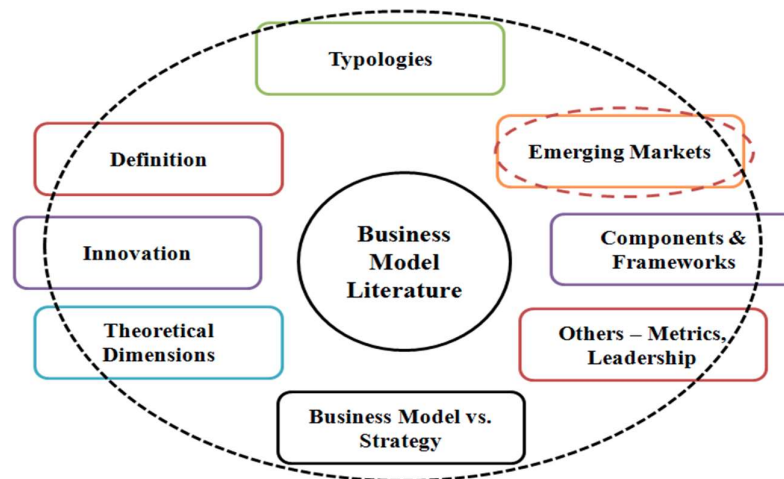 Typologies
Definition
Emerging Markets
Innovation
Business
Model
Literature
Components &
Frameworks
Theoretical
Dimensions
Others – Metrics,
Leadership
Business Model vs.
Strategy